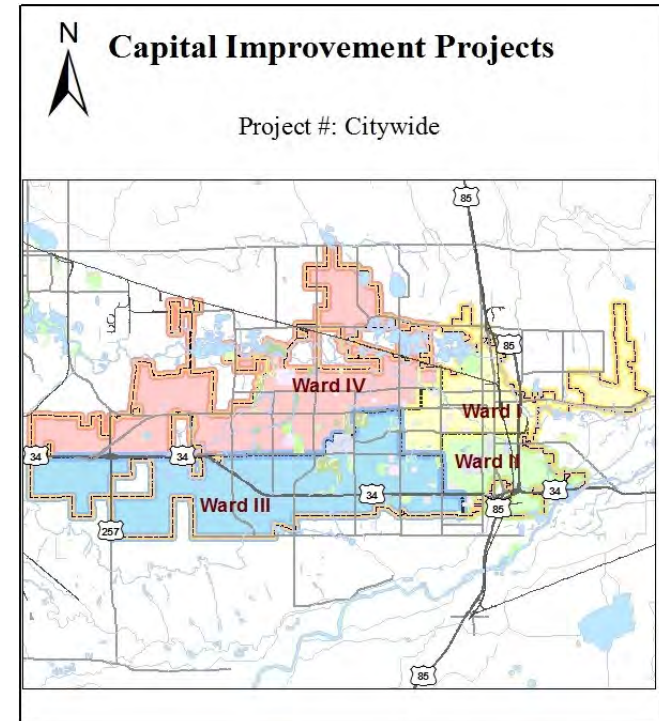 N
Capital Improvement Projects
Project #: Citywide
85
85
Ward IV
Ward I
34
34
Ward II
Ward III
34
34
85
257
85